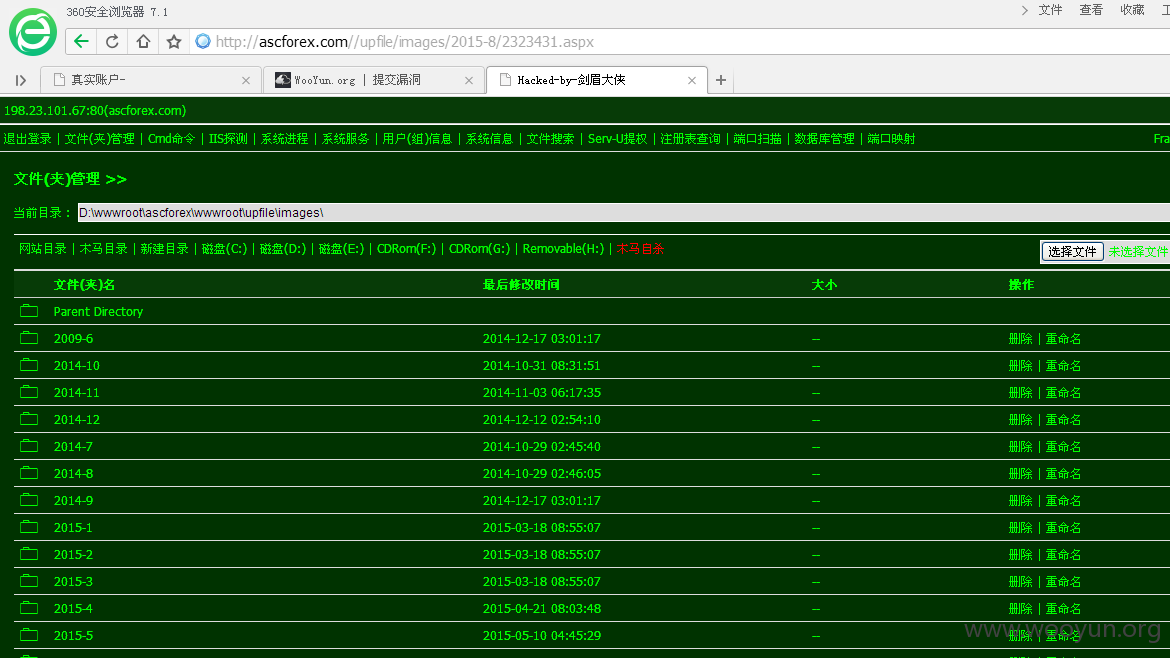 360安全浏览器 7.1
文件 查看 收藏
http://ascforex.com//upfile/images/2015-8/2323431.aspx
真实账户- WooYun.org | 提交漏洞 Hacked-by-剑眉大侠
198.23.101.67:80(ascforex.com)
退出登录 | 文件(夹)管理 | Cmd命令 | IIS探测 | 系统进程 | 系统服务 | 用户(组)信息 | 系统信息 | 文件搜索 | Serv-U提权 | 注册表查询 | 端口扫描 | 数据库管理 | 端口映射 Fra
文件(夹)管理 >>
当前目录： D:\wwwroot\ascforex\wwwroot\upfile\images\
网站目录 | 木马目录 | 新建目录 | 磁盘(C:) | 磁盘(D:) | 磁盘(E:) | CDRom(F:) | CDRom(G:) | Removable(H:) | 木马自杀 选择文件 未选择文件
文件(夹)名 最后修改时间 大小 操作
Parent Directory
2009-6 2014-12-17 03:01:17 -- 删除 | 重命名
2014-10 2014-10-31 08:31:51 -- 删除 | 重命名
2014-11 2014-11-03 06:17:35 -- 删除 | 重命名
2014-12 2014-12-12 02:54:10 -- 删除 | 重命名
2014-7 2014-10-29 02:45:40 -- 删除 | 重命名
2014-8 2014-10-29 02:46:05 -- 删除 | 重命名
2014-9 2014-12-17 03:01:17 -- 删除 | 重命名
2015-1 2015-03-18 08:55:07 -- 删除 | 重命名
2015-2 2015-03-18 08:55:07 -- 删除 | 重命名
2015-3 2015-03-18 08:55:07 -- 删除 | 重命名
2015-4 2015-04-21 08:03:48 -- 删除 | 重命名
2015-5 2015-05-10 04:45:29 -- 删除 | 重命名
www.wooyun.org